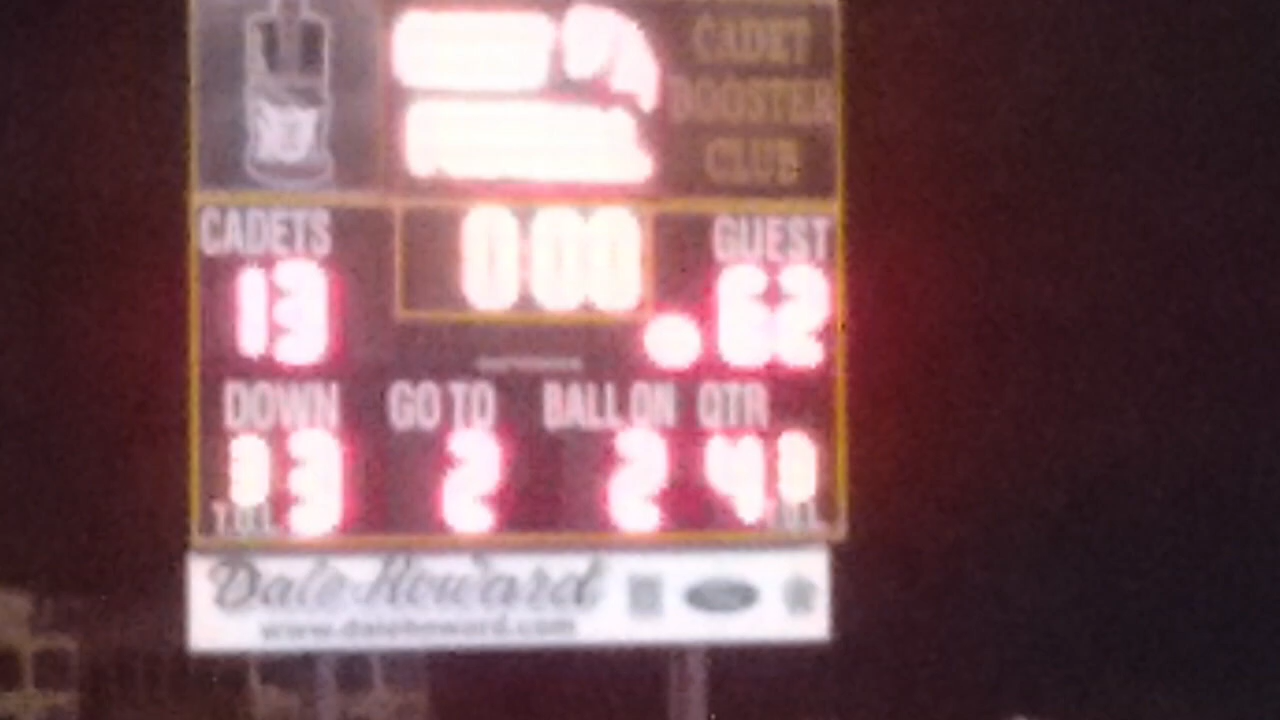 CADET
BOOSTER
CLUB
CADETS
0:00
GUEST
13
62
DOWN GO TO BALL ON QTR
3 2 2 4
Dale Howard
www.dalehoward.com